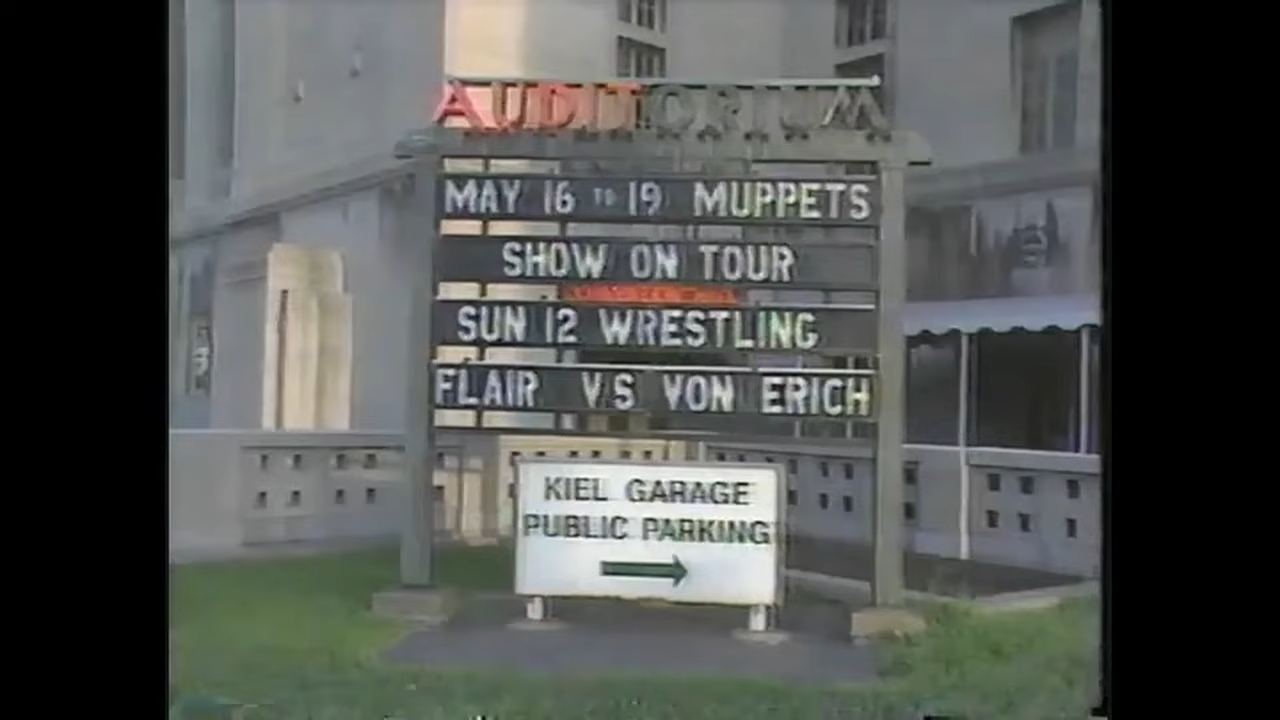 AUDITORIUM
MAY 16 TO 19 MUPPETS
SHOW ON TOUR
SUN 12 WRESTLING
FLAIR VS VON ERICH
KIEL GARAGE
PUBLIC PARKING